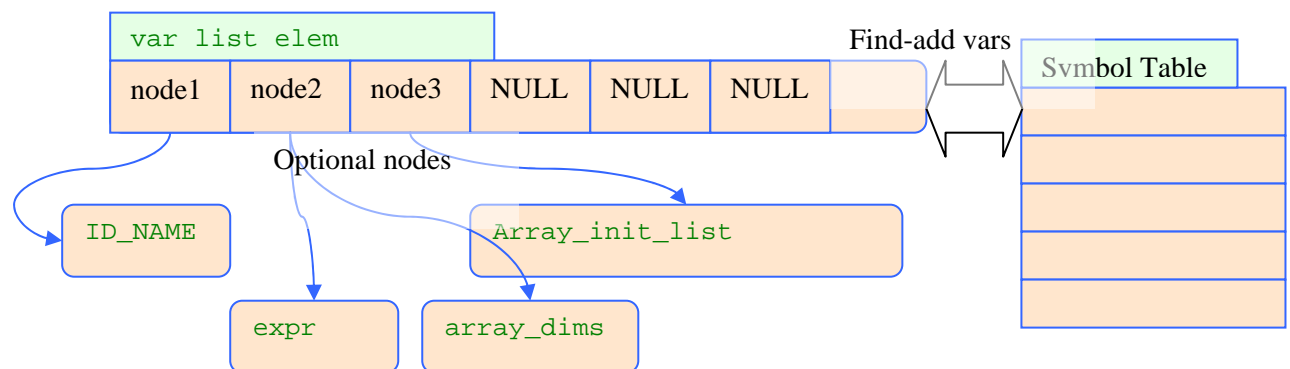 var list elem
Find-add vars
Symbol Table
node1 node2 node3 NULL NULL NULL
Optional nodes
ID_NAME
Array_init_list
expr
array_dims